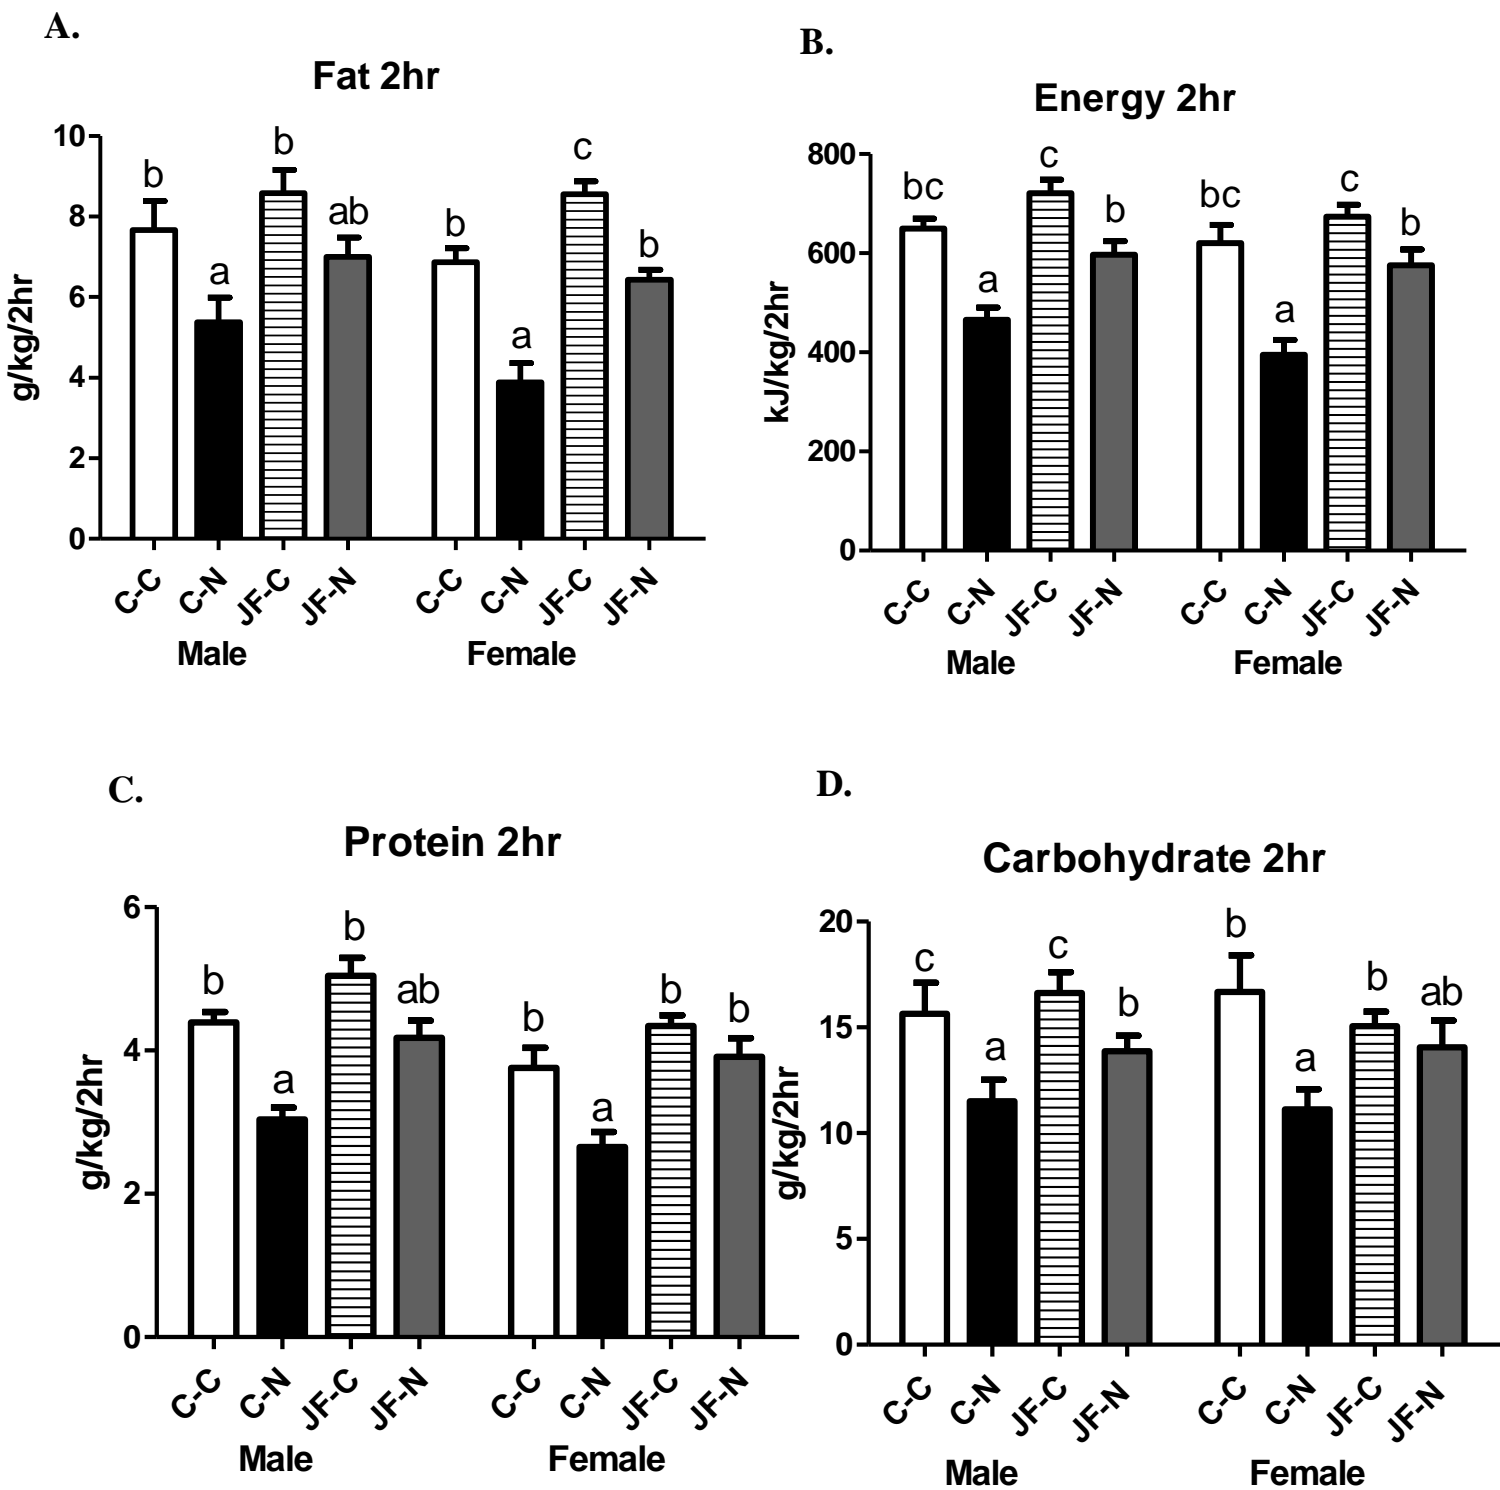 A.
Fat 2hr
g/kg/2hr
10
8
6
4
2
0
b
a
b
ab
b
a
c
b
C-C
C-N
JF-C
JF-N
C-C
C-N
JF-C
JF-N
Male
Female
B.
Energy 2hr
kJ/kg/2hr
800
600
400
200
0
bc
a
c
b
bc
a
c
b
C-C
C-N
JF-C
JF-N
C-C
C-N
JF-C
JF-N
Male
Female
C.
Protein 2hr
g/kg/2hr
6
4
2
0
b
a
b
ab
b
a
b
b
C-C
C-N
JF-C
JF-N
C-C
C-N
JF-C
JF-N
Male
Female
D.
Carbohydrate 2hr
g/kg/2hr
20
15
10
5
0
c
a
c
b
b
a
b
ab
C-C
C-N
JF-C
JF-N
C-C
C-N
JF-C
JF-N
Male
Female